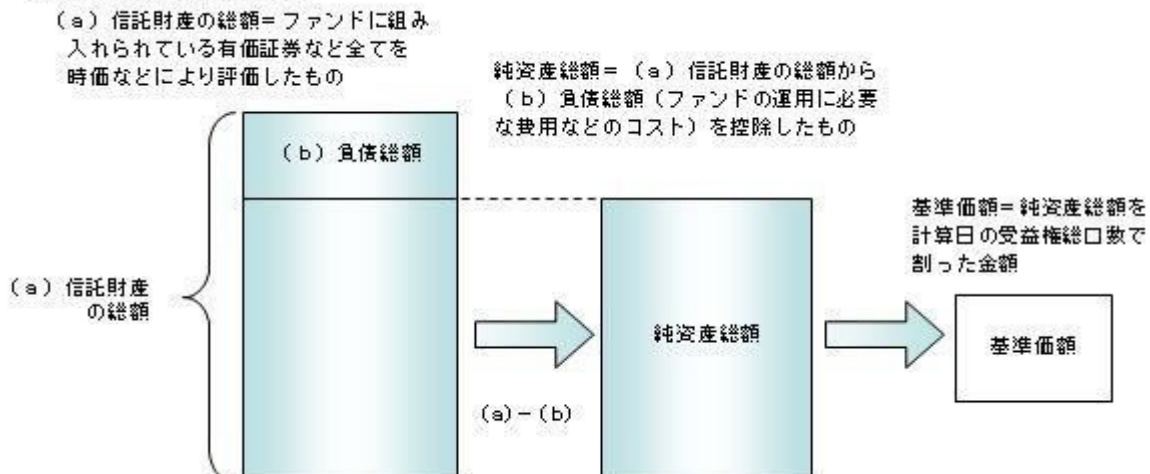 (a)信託財産の総額=ファンドに組み
入れられている有価証券など全てを
時価などにより評価したもの
純資産総額=(a)信託財産の総額から
(b)負債総額(ファンドの運用に必要
な費用などのコスト)を控除したもの
(b)負債総額
基準価額=純資産総額を
計算日の受益権総口数で
割った金額
(a)信託財産
の総額
純資産総額
基準価額
(a)-(b)